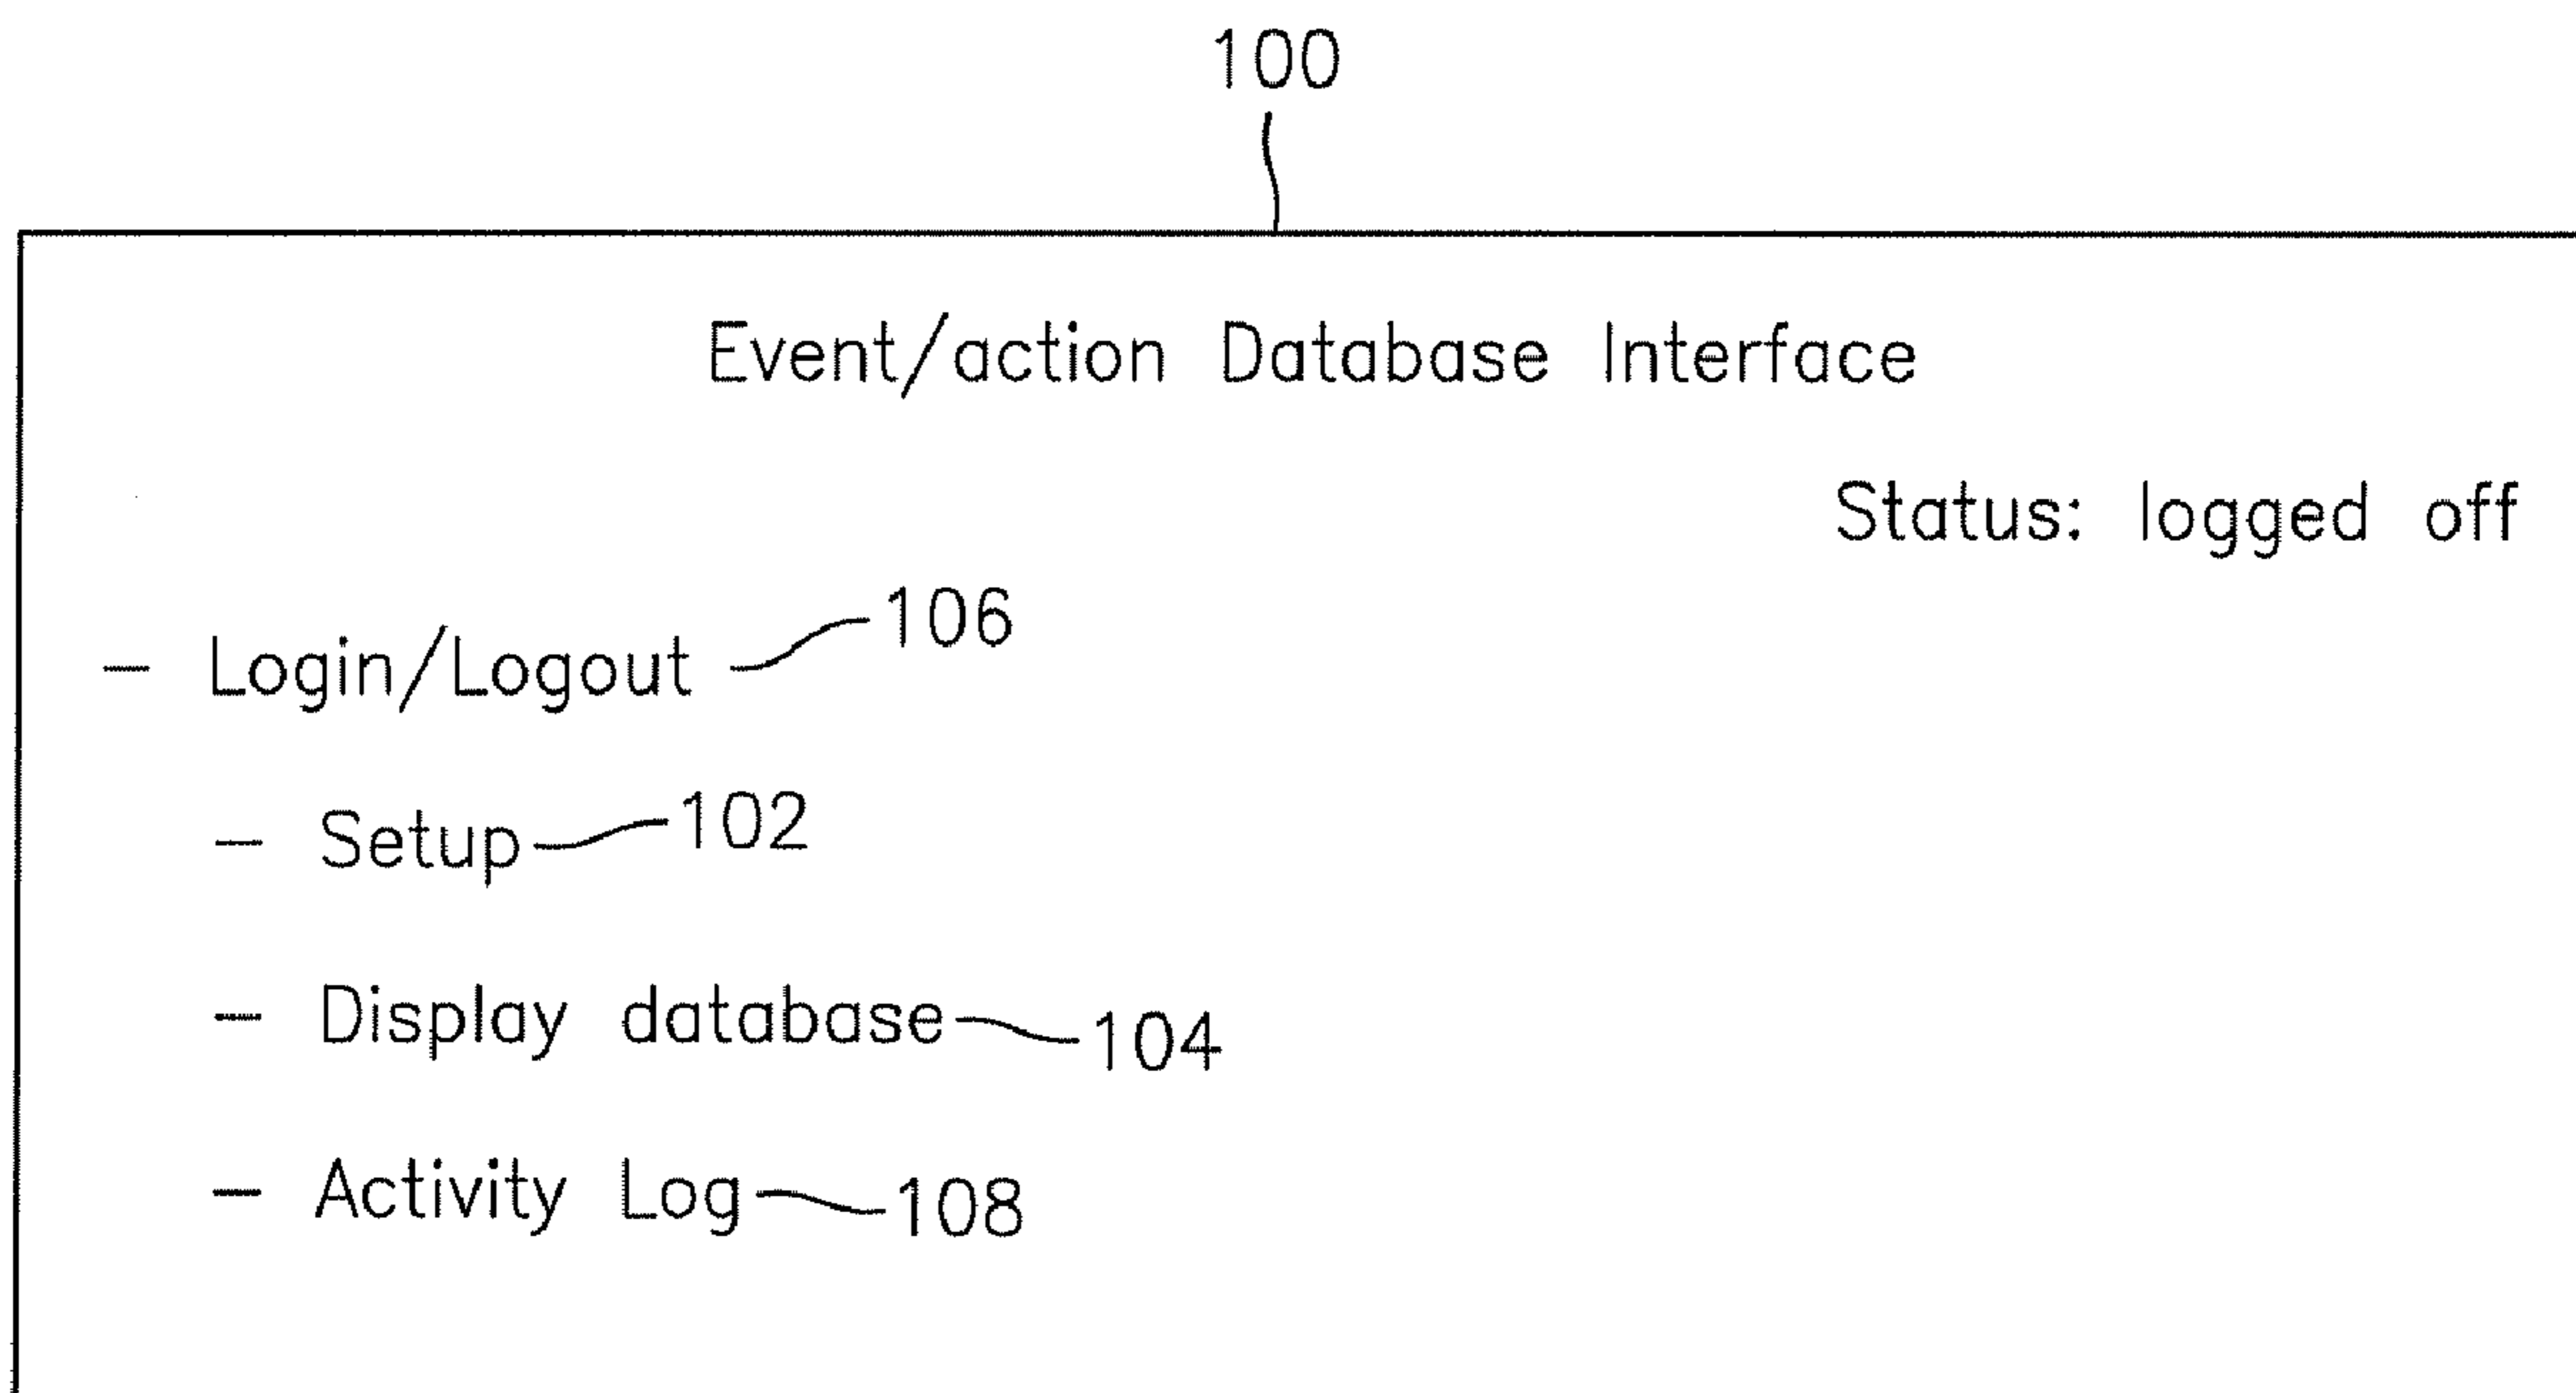 100
Event/action Database Interface
Status: logged off
- Login/Logout 106
- Setup 102
- Display database 104
- Activity Log 108